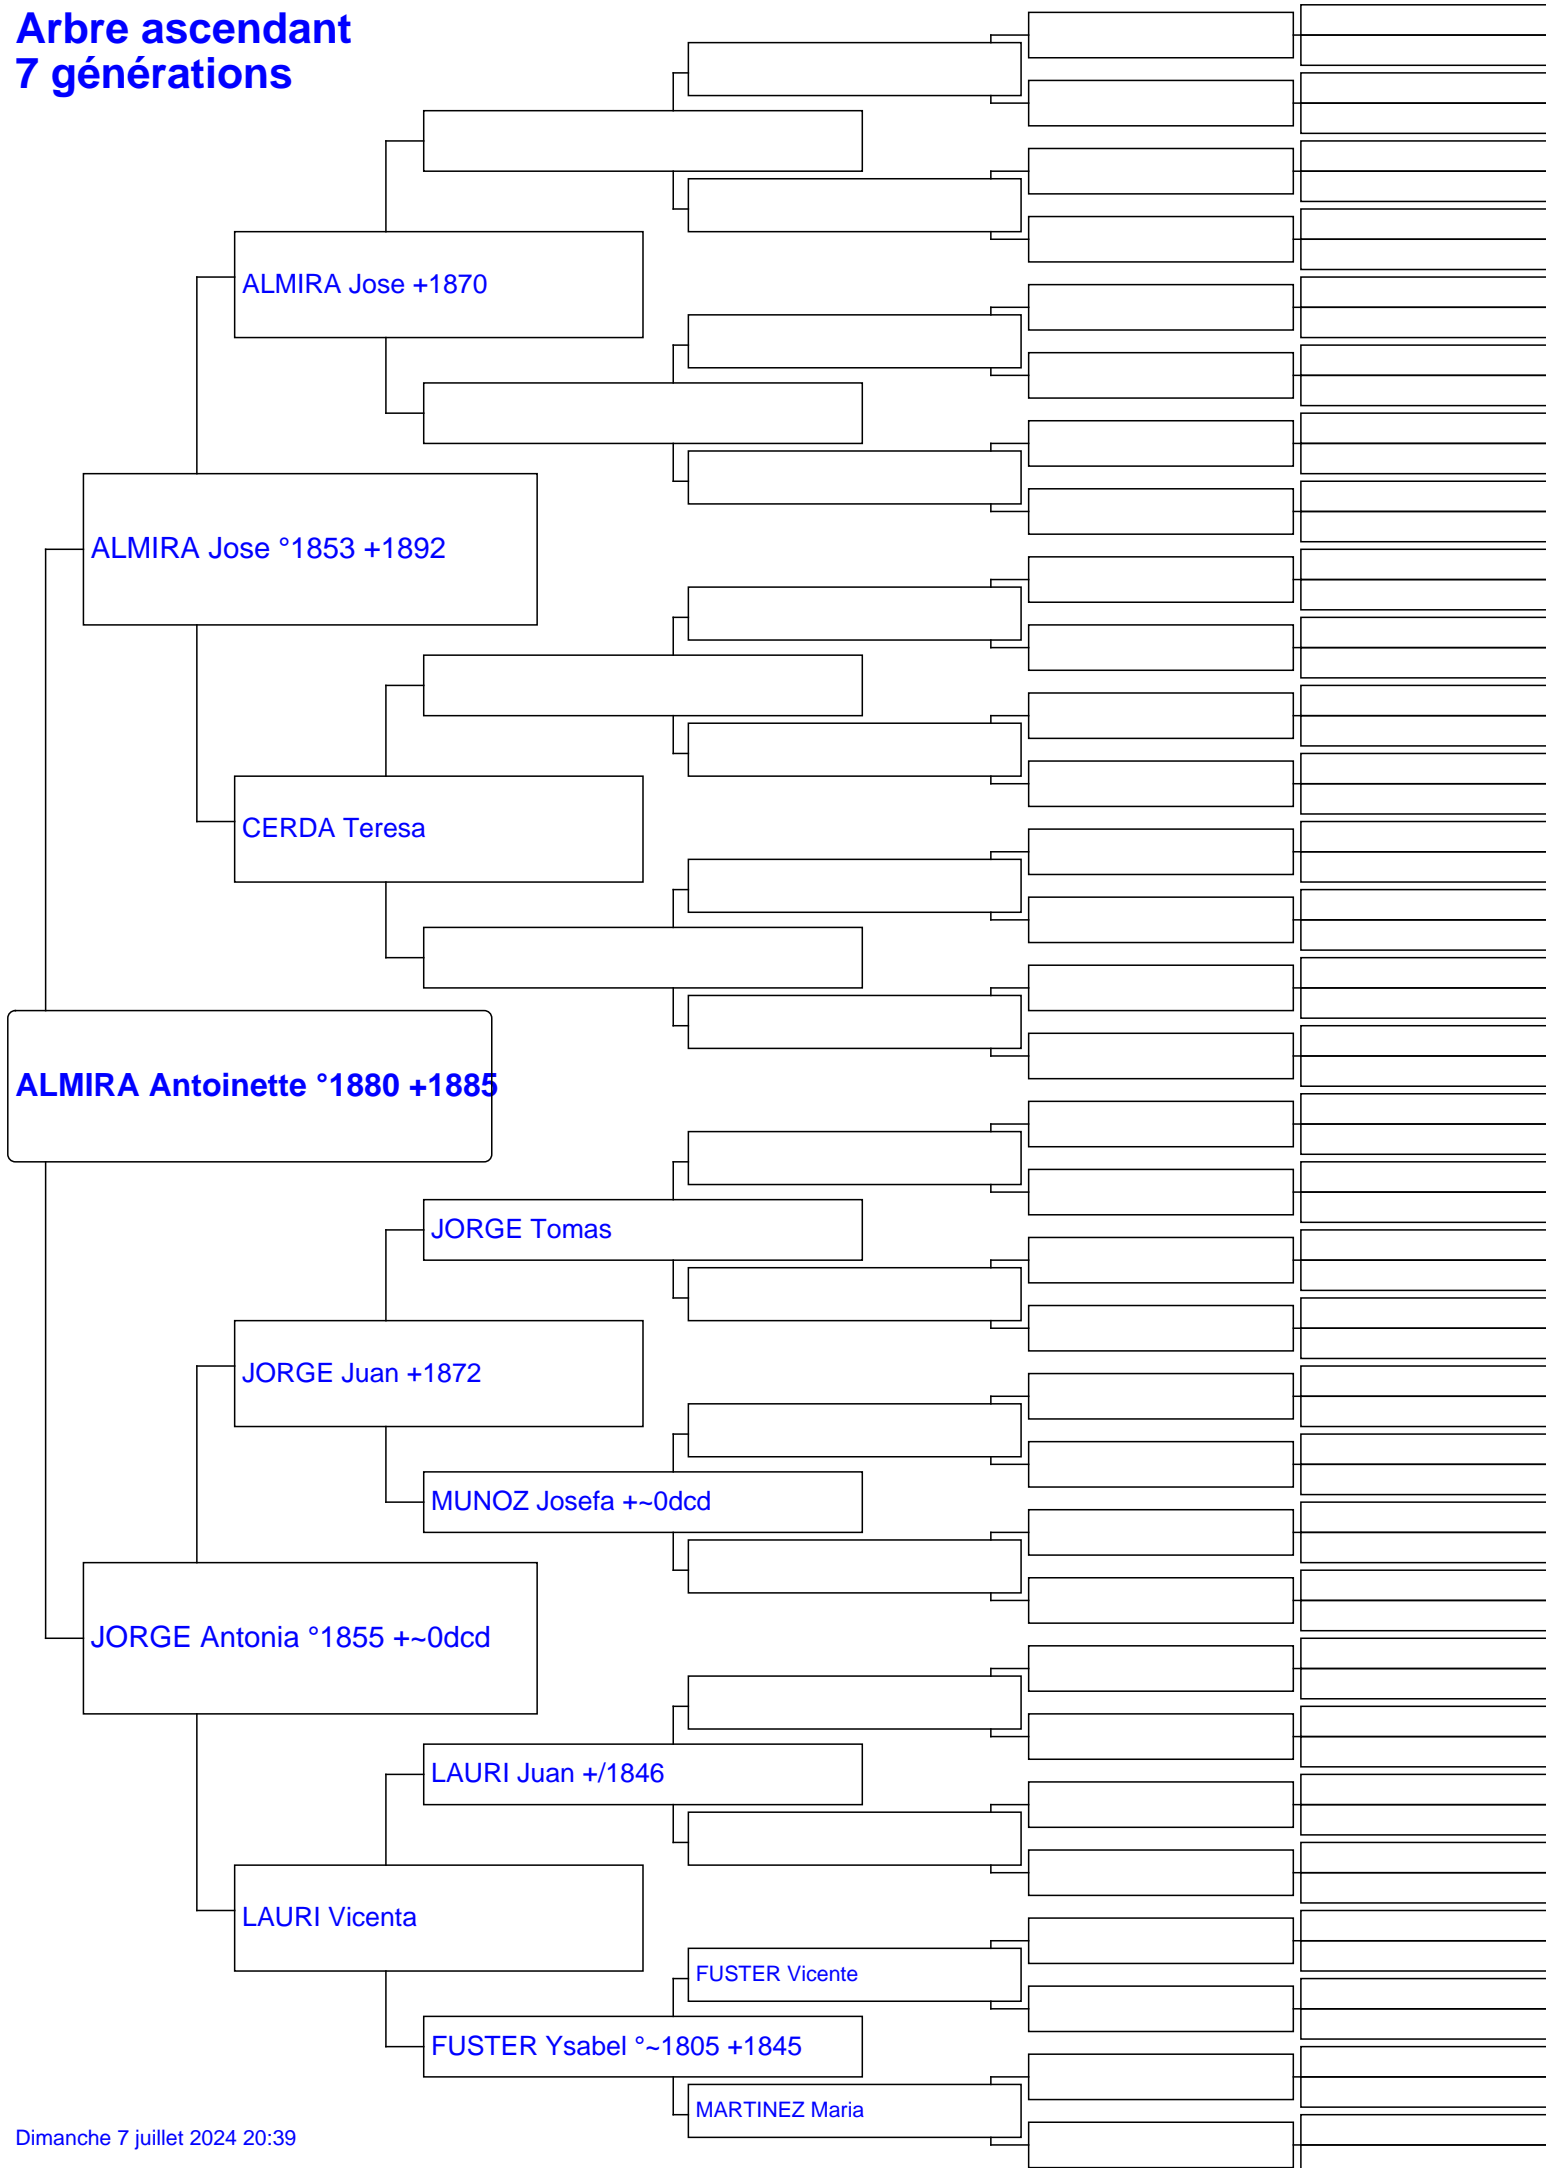 Arbre ascendant
7 générations
ALMIRA Jose +1870
ALMIRA Jose °1853 +1892
CERDA Teresa
ALMIRA Antoinette °1880 +1885
JORGE Tomas
JORGE Juan +1872
MUNOZ Josefa +~0dcd
JORGE Antonia °1855 +~0dcd
LAURI Juan +/1846
LAURI Vicenta
FUSTER Vicente
FUSTER Ysabel °~1805 +1845
MARTINEZ Maria
Dimanche 7 juillet 2024 20:39